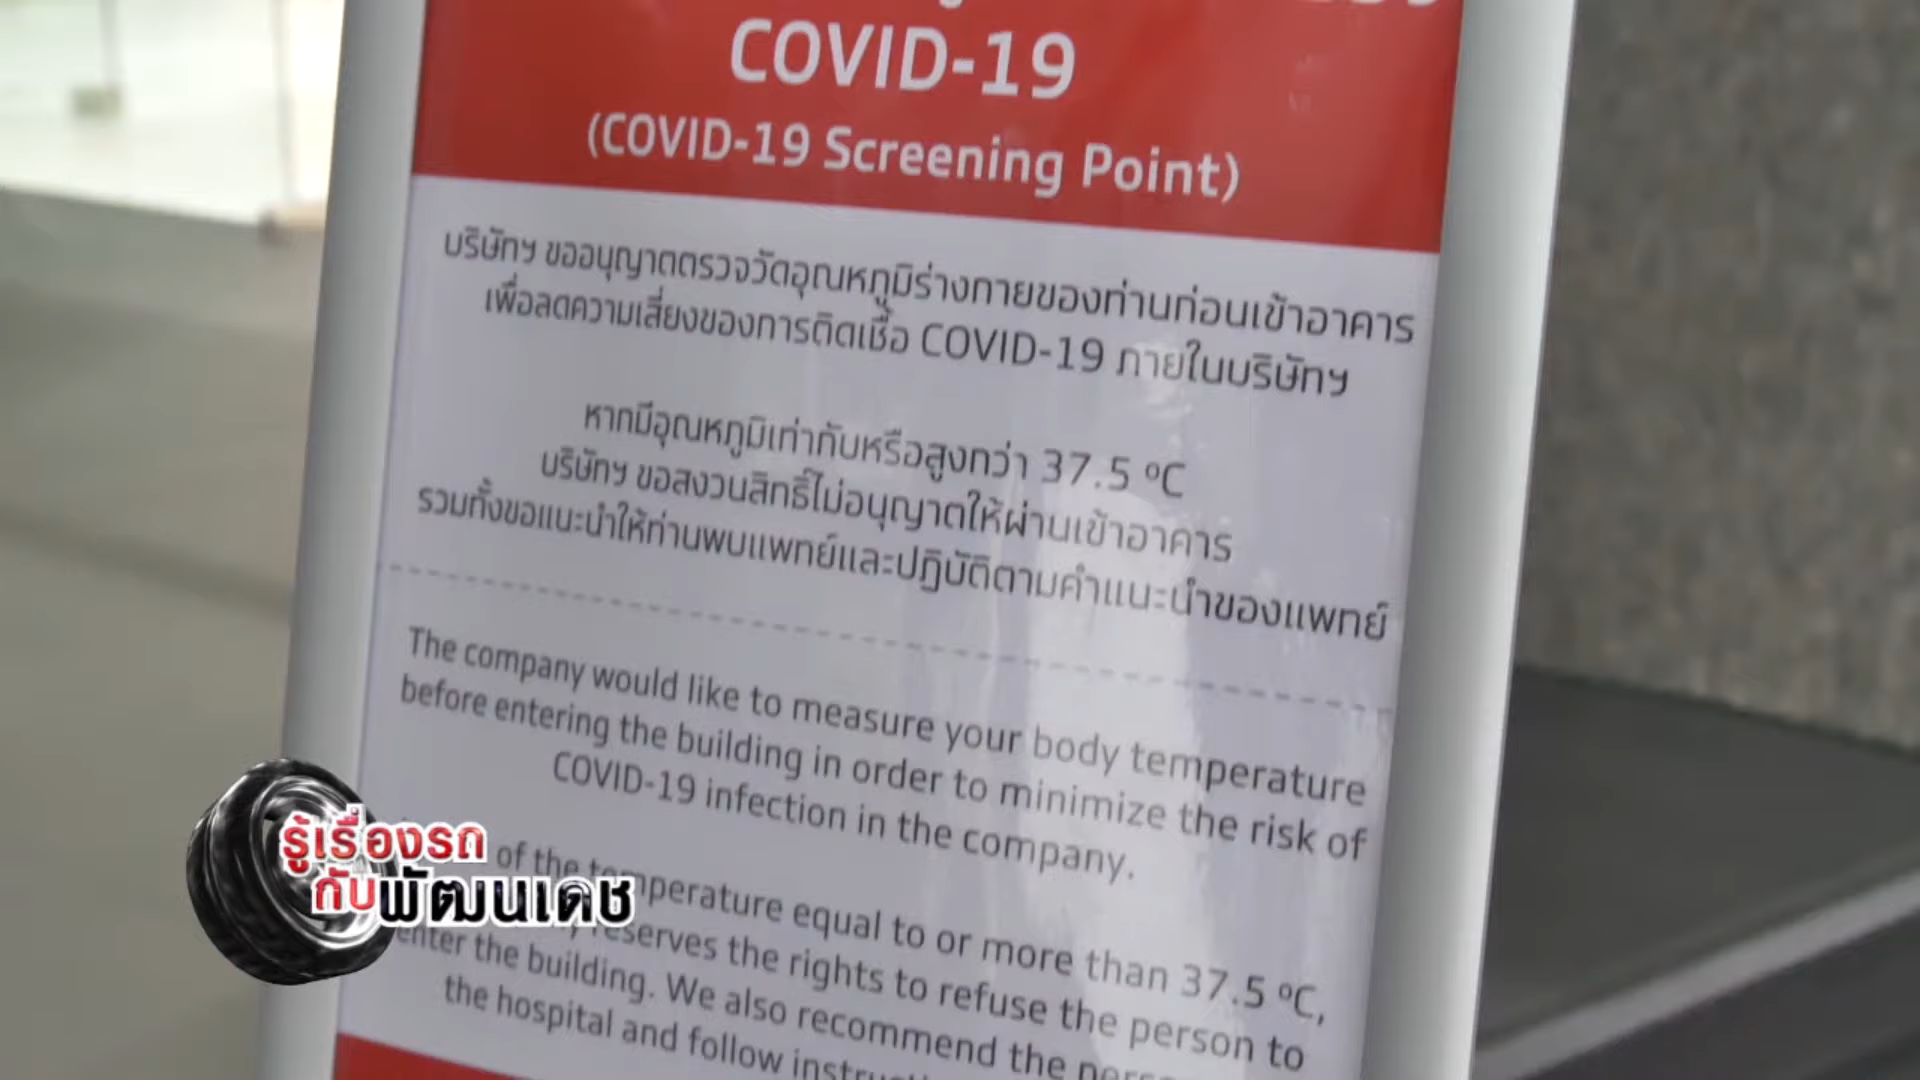 COVID-19
(COVID-19 Screening Point)
บริษัทฯ ขออนุญาตตรวจวัดอุณหภูมิร่างกายของท่านก่อนเข้าอาคาร
เพื่อลดความเสี่ยงของการติดเชื้อ COVID-19 ภายในบริษัทฯ
หากมีอุณหภูมิเท่ากับหรือสูงกว่า 37.5 ºC
บริษัทฯ ขอสงวนสิทธิ์ไม่อนุญาตให้ผ่านเข้าอาคาร
รวมทั้งขอแนะนำให้ท่านพบแพทย์และปฏิบัติตามคำแนะนำของแพทย์
The company would like to measure your body temperature
before entering the building in order to minimize the risk of
COVID-19 infection in the company.
of the temperature equal to or more than 37.5 ºC,
reserves the rights to refuse the person to
enter the building. We also recommend the
the hospital and follow
รู้เรื่องรถ
กับพัฒนเดช